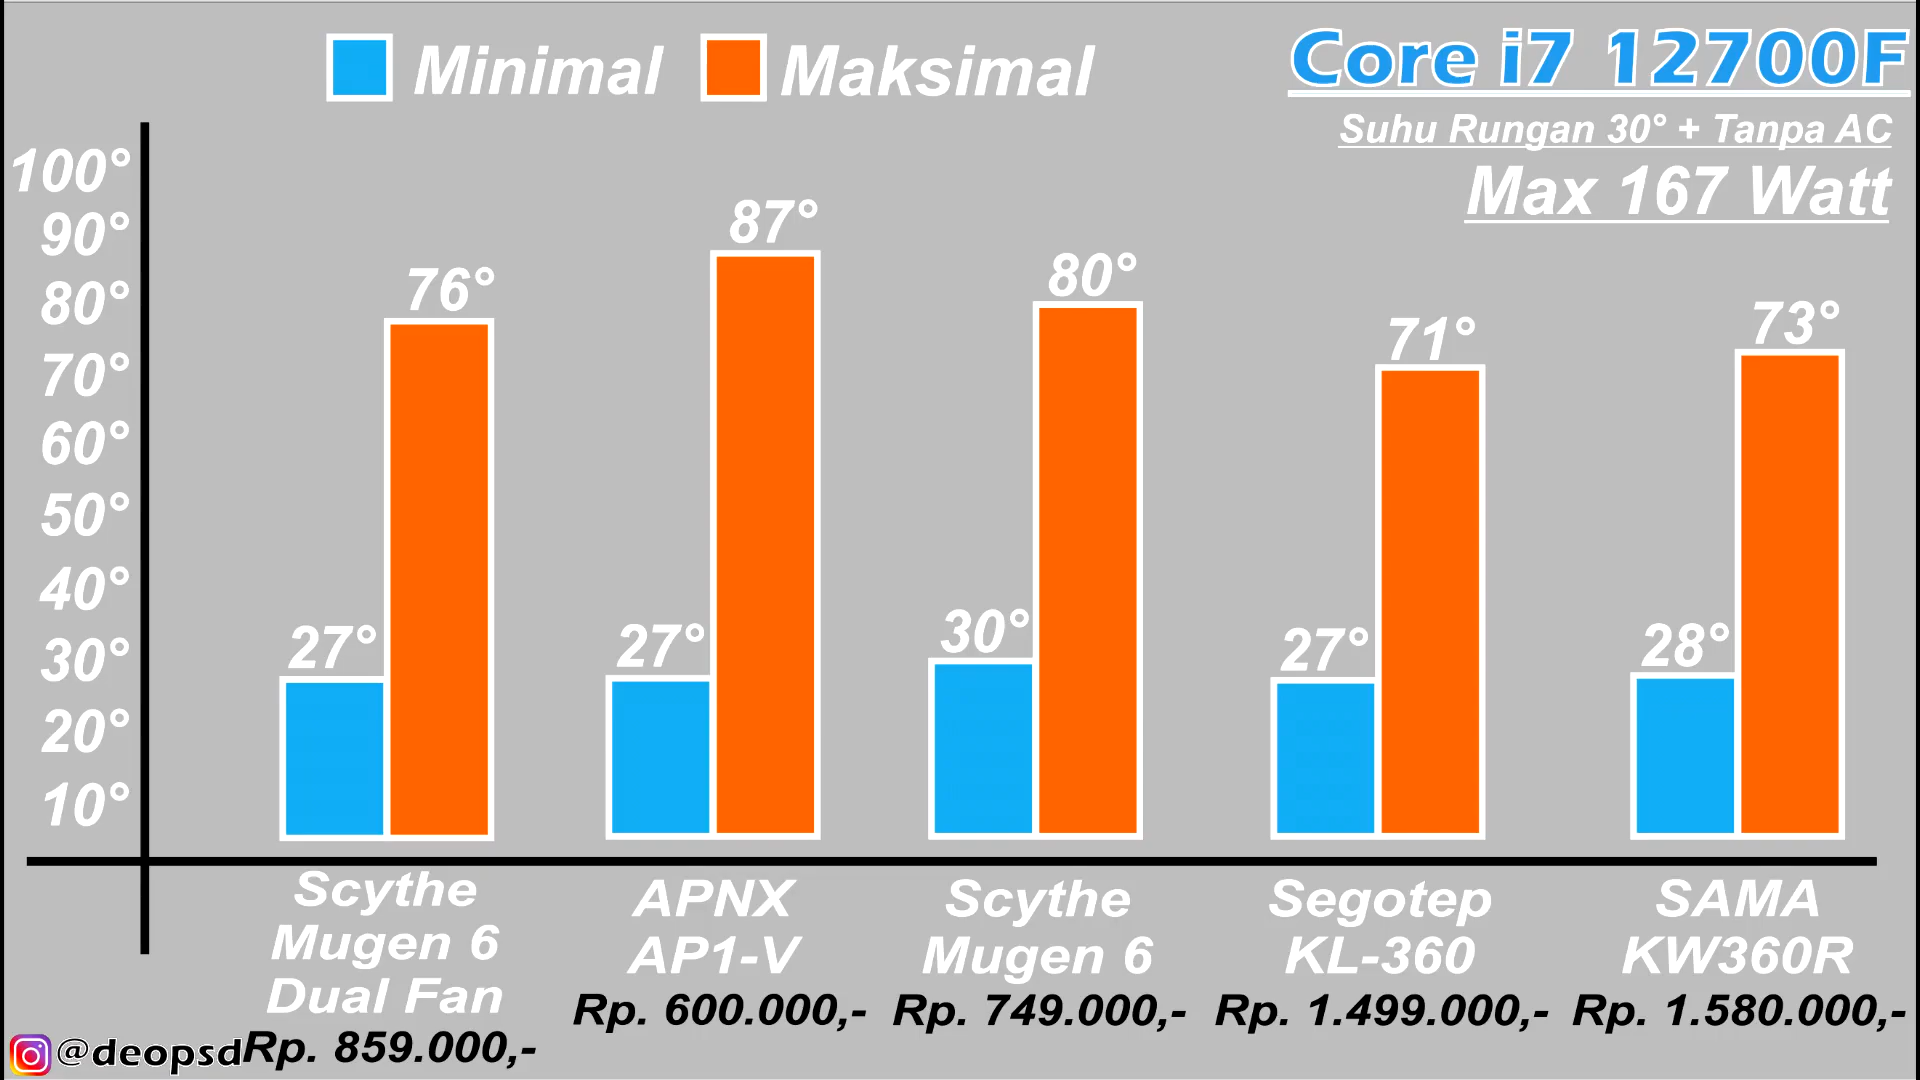 Minimal
Maksimal
Core i7 12700F
Suhu Rungan 30° + Tanpa AC
Max 167 Watt
100°
90°
80°
70°
60°
50°
40°
30°
20°
10°
27°
76°
27°
87°
30°
80°
27°
71°
28°
73°
Scythe
Mugen 6
Dual Fan
Rp. 859.000,-
APNX
AP1-V
Rp. 600.000,-
Scythe
Mugen 6
Rp. 749.000,-
Segotep
KL-360
Rp. 1.499.000,-
SAMA
KW360R
Rp. 1.580.000,-
@deopsd